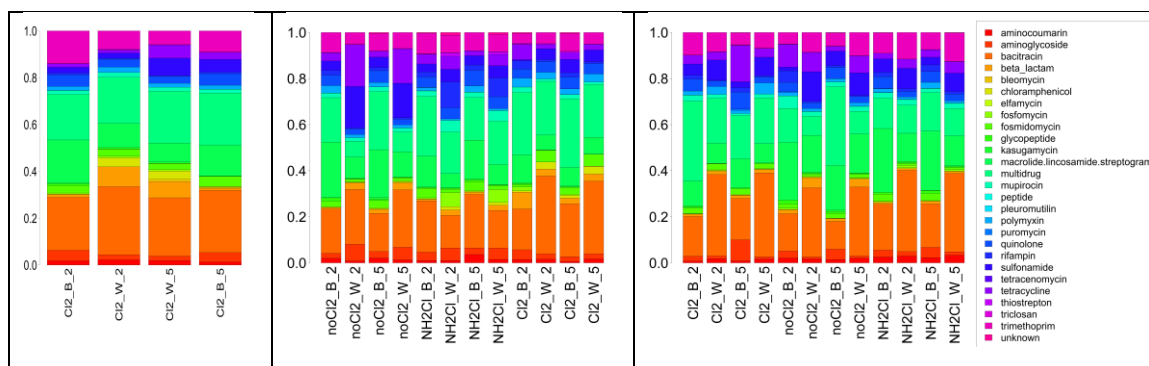 1.0
0.8
0.6
0.4
0.2
0.0
Cl2_B_2
Cl2_W_2
Cl2_W_5
Cl2_B_5
1.0
0.8
0.6
0.4
0.2
0.0
noCl2_B_2
noCl2_W_2
noCl2_B_5
noCl2_W_5
NH2Cl_B_2
NH2Cl_W_2
NH2Cl_B_5
NH2Cl_W_5
Cl2_B_2
Cl2_W_2
Cl2_B_5
Cl2_W_5
1.0
0.8
0.6
0.4
0.2
0.0
Cl2_B_2
Cl2_W_2
Cl2_B_5
Cl2_W_5
noCl2_B_2
noCl2_W_2
noCl2_B_5
noCl2_W_5
NH2Cl_B_2
NH2Cl_W_2
NH2Cl_B_5
NH2Cl_W_5
aminocoumarin
aminoglycoside
bacitracin
beta_lactam
bleomycin
chloramphenicol
elfamycin
fosfomycin
fosmidomycin
glycopeptide
kasugamycin
macrolide.lincosamide.streptogram
multidrug
mupirocin
peptide
pleuromutilin
polymyxin
puromycin
quinolone
rifampin
sulfonamide
tetracenomycin
tetracycline
thiostrepton
triclosan
trimethoprim
unknown